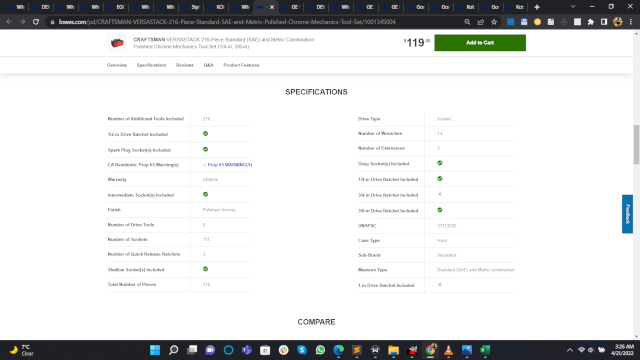 lowes.com/pd/CRAFTSMAN-VERSASTACK-216-Piece-Standard-SAE-and-Metric-Polished-Chrome-Mechanics-Tool-Set/1001345004
CRAFTSMAN VERSASTACK 216-Piece Standard (SAE) and Metric Combination
Polished Chrome Mechanics Tool Set (1/4-in; 3/8-in)
$119
Add to Cart
Overview Specifications Reviews Q&A Product Features
SPECIFICATIONS
Number of Additional Tools Included 216
1/2-in Drive Ratchet Included
Spark Plug Socket(s) Included
CA Residents: Prop 65 Warning(s) Prop 65 WARNING(S)
Warranty Lifetime
Intermediate Socket(s) Included
Finish Polished chrome
Number of Drive Tools
Number of Sockets 111
Number of Quick Release Ratchets 3
Shallow Socket(s) Included
Total Number of Pieces 216
Drive Type 6-point
Number of Wrenches 14
Number of Extensions
Deep Socket(s) Included
1/4-in Drive Ratchet Included
3/4-in Drive Ratchet Included
3/8-in Drive Ratchet Included
UNSPSC 27113200
Case Type Hard
Sub-Brand Versastack
Measure Type Standard (SAE) and Metric combination
1-in Drive Ratchet Included
Feedback
COMPARE
7°C
Clear
3:26 AM
4/21/2022